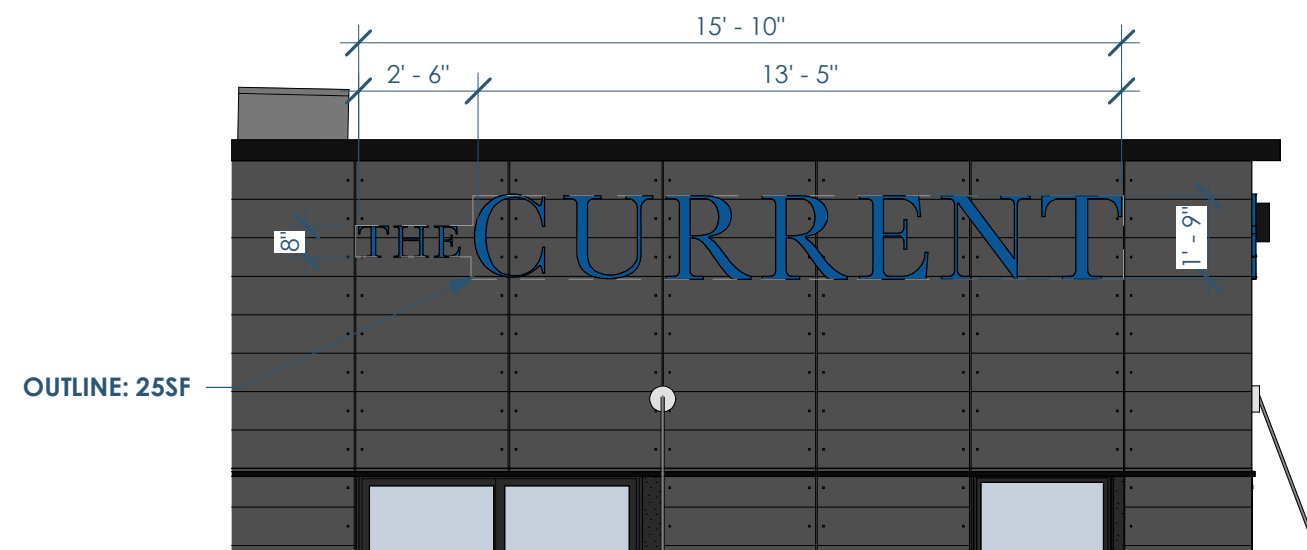 15' - 10"
2' - 6"
13' - 5"
THE CURRENT
8"
1' - 9"
OUTLINE: 25SF